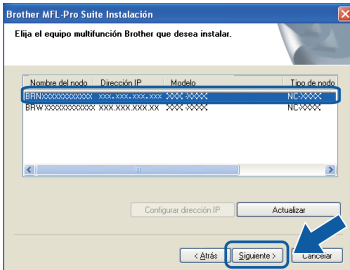 Brother MFL-Pro Suite Instalación
Elija el equipo multifunción Brother que desea instalar.
Nombre del nodo Dirección IP Modelo Tipo de nodo
BRNXXXXXXXXXXXX xxx.xxx.xxx.xxx XXX-XXXX NC-XXXX
BRWXXXXXXXXXXXX XXX.XXX.XXX.XX XXX-XXXX NC-XXXX
Configurar dirección IP Actualizar
< Atrás Siguiente > Cancelar